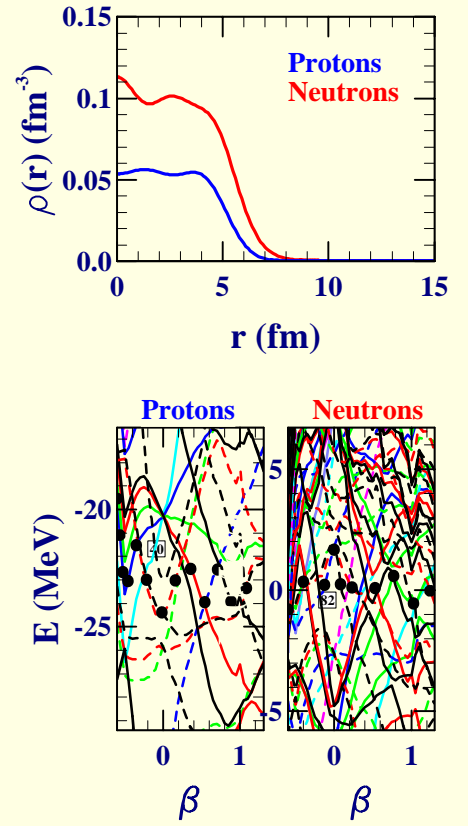 0.15
Protons
Neutrons
0.1
0.05
0.0
ρ(r) (fm-3)
0 5 10 15
r (fm)
Protons Neutrons
-20
-25
E (MeV)
40
5
0
-5
82
0 1 0 1
β β